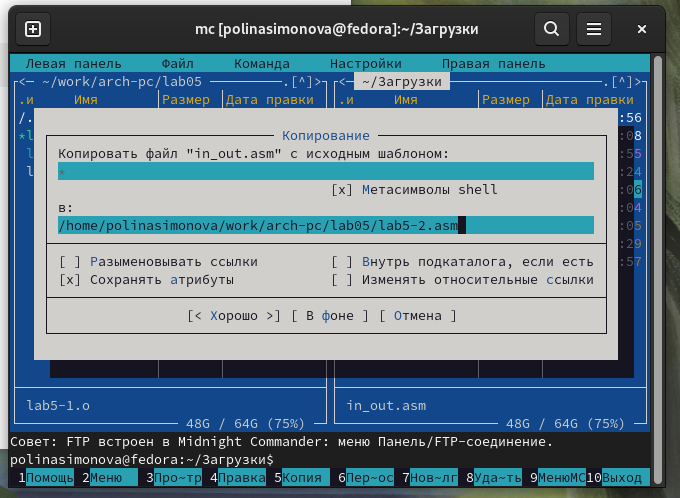 mc [polinasimonova@fedora]:~/Загрузки
Левая панель Файл Команда Настройки Правая панель
<— ~/work/arch-pc/lab05 .[^]> <— ~/Загрузки .[^]>
.и Имя Размер Дата правки .и Имя Размер Дата правки
/. :56
Копирование
*l :08
Копировать файл "in_out.asm" с исходным шаблоном:
l :55
* :24
[x] Метасимволы shell :06
в: :04
/home/polinasimonova/work/arch-pc/lab05/lab5-2.asm :05
:29
[ ] Разыменовывать ссылки [ ] Внутрь подкаталога, если есть :57
[x] Сохранять атрибуты [ ] Изменять относительные ссылки
[< Хорошо >] [ В фоне ] [ Отмена ]
lab5-1.o in_out.asm
48G / 64G (75%) 48G / 64G (75%)
Совет: FTP встроен в Midnight Commander: меню Панель/FTP-соединение.
polinasimonova@fedora:~/Загрузки$
1Помощь 2Меню 3Про~тр 4Правка 5Копия 6Пер~ос 7Нов~лг 8Уда~ть 9МенюMC 10Выход